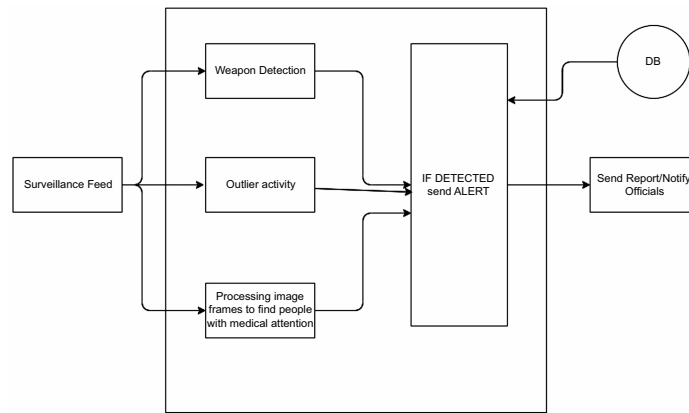 Weapon Detection
DB
Surveillance Feed
Outlier activity
IF DETECTED
send ALERT
Send Report/Notify
Officials
Processing image
frames to find people
with medical attention